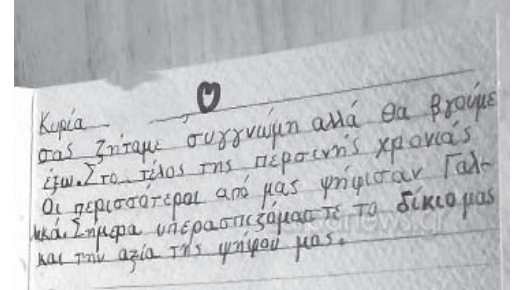 Κυρία
σας ζητάμε συγγνώμη αλλά θα βγούμε
έξω. Στο τέλος της περσινής χρονιάς
Οι περισσότεροι από μας ψήφισαν Γαλ-
λικά. Σήμερα υπερασπιζόμαστε το δίκιο μας
και την αξία της ψήφου μας.